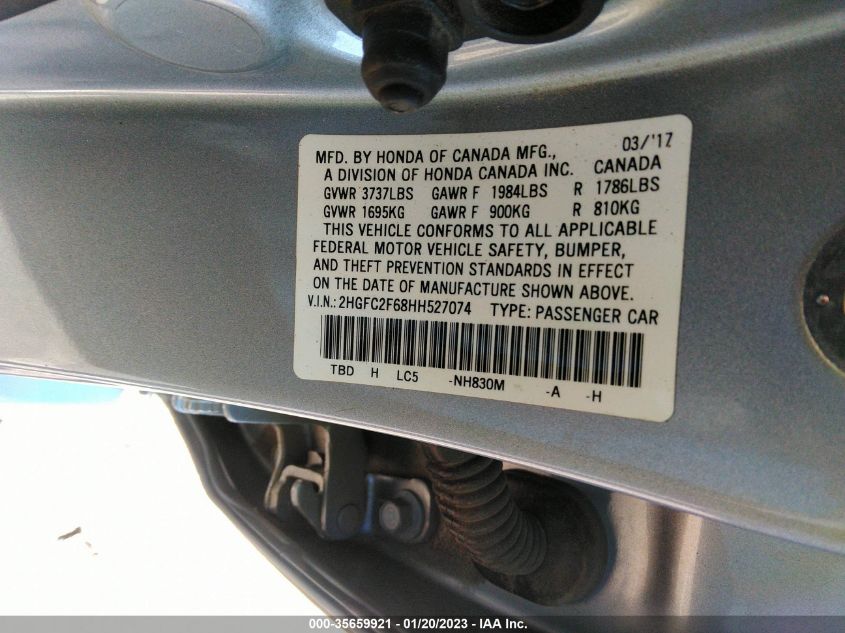 03/'17
MFD. BY HONDA OF CANADA MFG.,
A DIVISION OF HONDA CANADA INC. CANADA
GVWR 3737LBS GAWR F 1984LBS R 1786LBS
GVWR 1695KG GAWR F 900KG R 810KG
THIS VEHICLE CONFORMS TO ALL APPLICABLE
FEDERAL MOTOR VEHICLE SAFETY, BUMPER,
AND THEFT PREVENTION STANDARDS IN EFFECT
ON THE DATE OF MANUFACTURE SHOWN ABOVE.
V.I.N.: 2HGFC2F68HH527074 TYPE: PASSENGER CAR
TBD H LC5 -NH830M -A -H
000-35659921 / 01/20/2023 / IAA Inc.